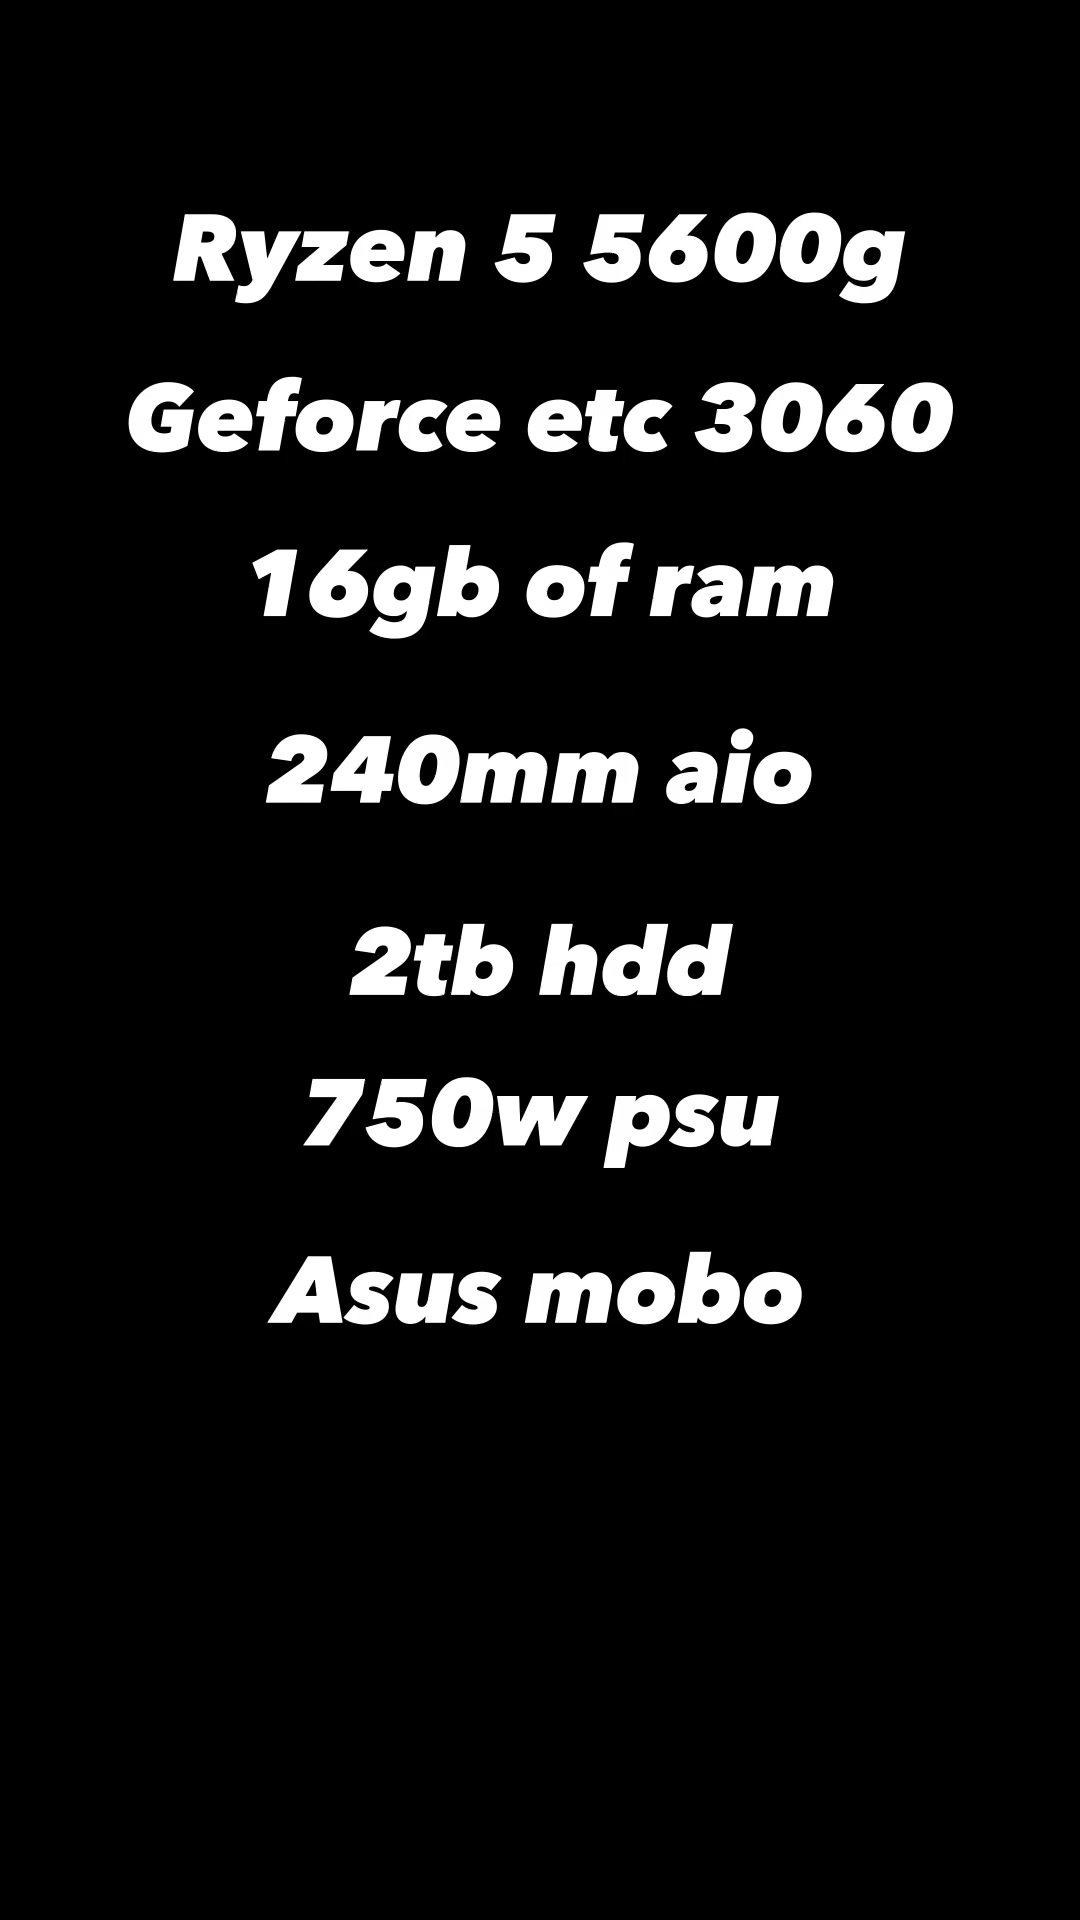 Ryzen 5 5600g
Geforce etc 3060
16gb of ram
240mm aio
2tb hdd
750w psu
Asus mobo